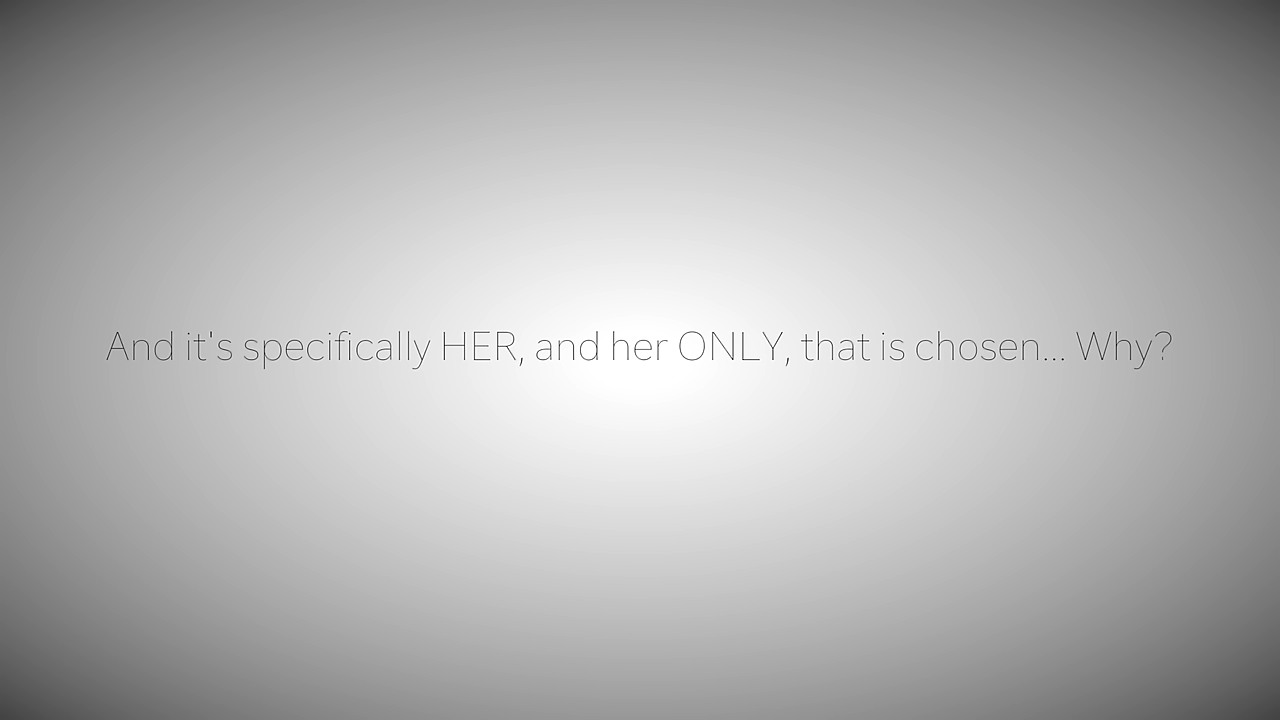 And it's specifically HER, and her ONLY, that is chosen... Why?